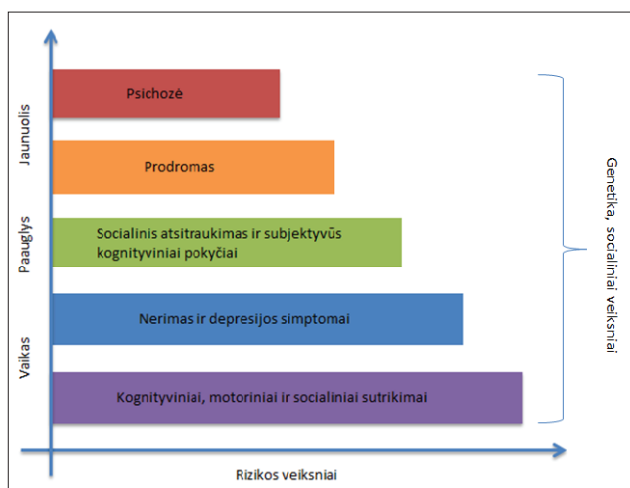 Psichozė
Prodromas
Socialinis atsitraukimas ir subjektyvūs
kognityviniai pokyčiai
Nerimas ir depresijos simptomai
Kognityviniai, motoriniai ir socialiniai sutrikimai
Jaunuolis
Paauglys
Vaikas
Rizikos veiksniai
Genetika, socialiniai veiksniai